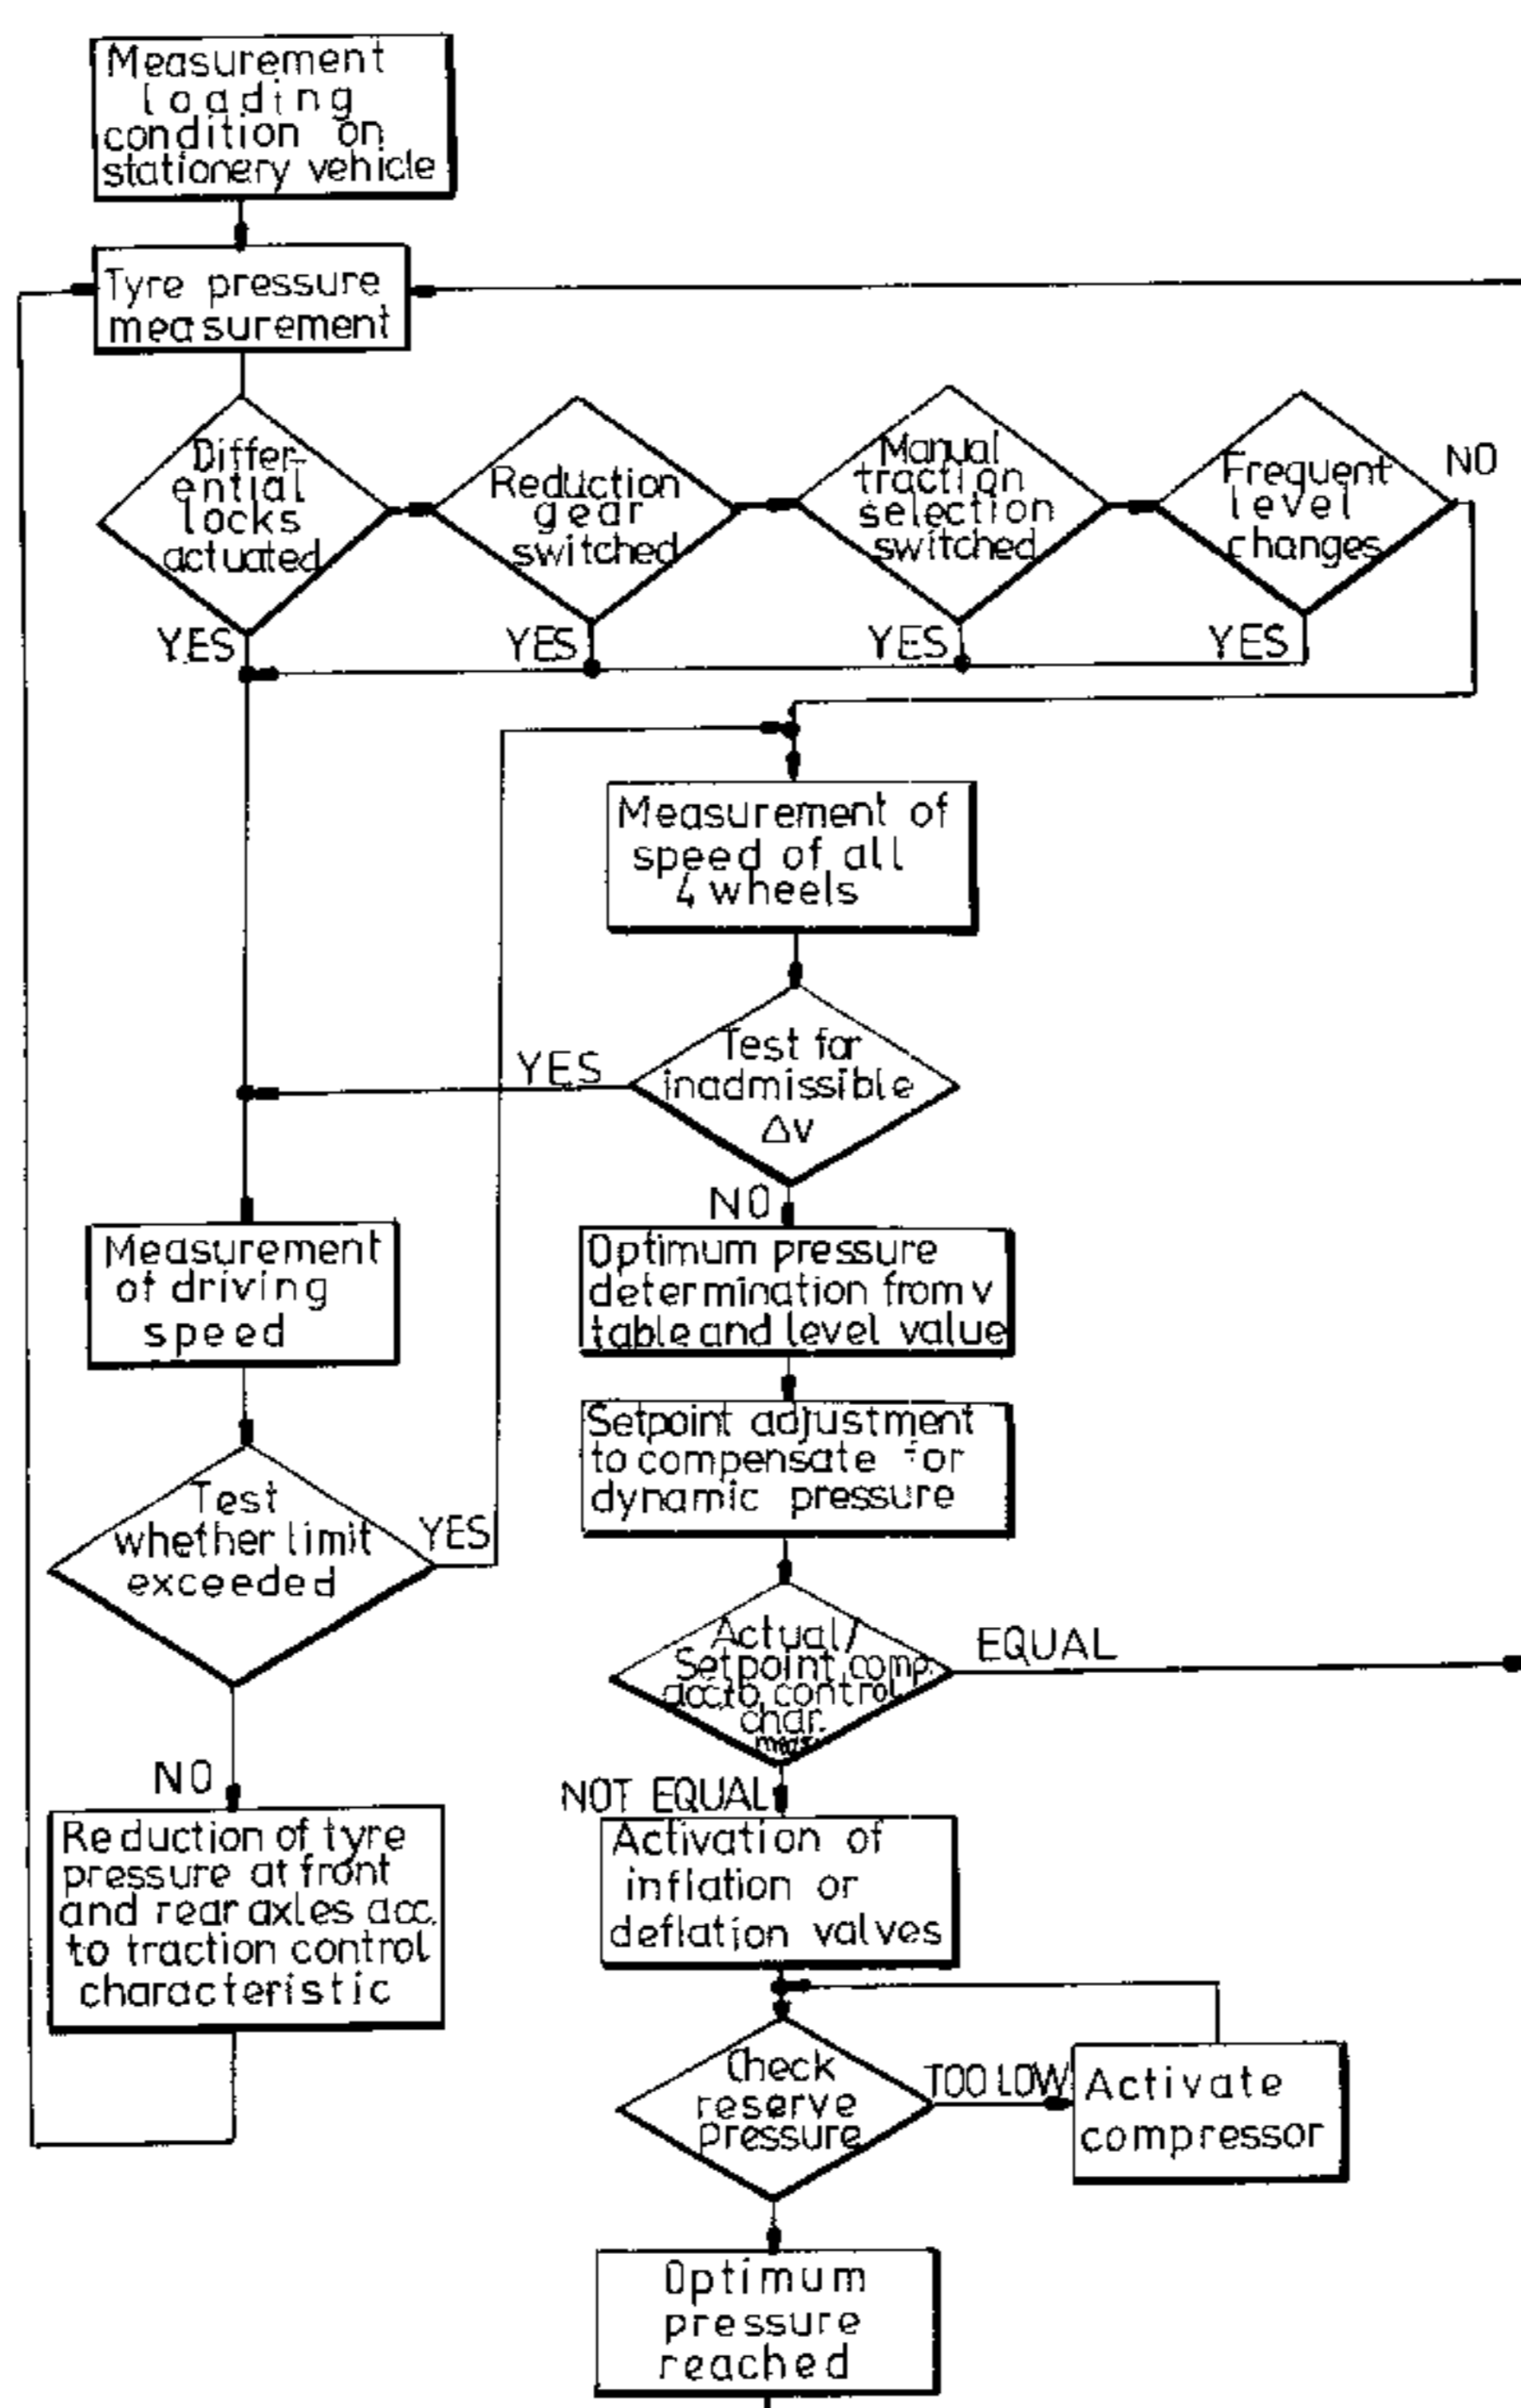 Measurement
loading
condition on
stationery vehicle
Tyre pressure
measurement
Differ-
ential
locks
actuated
Reduction
gear
switched
Manual
traction
selection
switched
Frequent
level
changes
NO
YES
YES
YES
YES
Measurement of
speed of all
4 wheels
Test for
inadmissible
Δv
YES
NO
Measurement
of driving
speed
Optimum pressure
determination from v
table and level value
Setpoint adjustment
to compensate for
dynamic pressure
Test
whether limit
exceeded
YES
Actual/
Setpoint comp.
acc. to control
char.
EQUAL
NO
NOT EQUAL
Reduction of tyre
pressure at front
and rear axles acc.
to traction control
characteristic
Activation of
inflation or
deflation valves
Check
reserve
pressure
TOO LOW
Activate
compressor
Optimum
pressure
reached